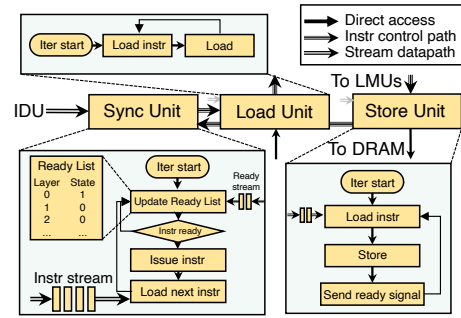 Direct access
Instr control path
Stream datapath
Iter start
Load instr
Load
To LMUs
IDU
Sync Unit
Load Unit
Store Unit
To DRAM
Ready List
Layer State
0 1
1 0
2 0
... ...
Iter start
Ready
stream
Update Ready List
Instr ready
Issue instr
Load next instr
Instr stream
Iter start
Load instr
Store
Send ready signal